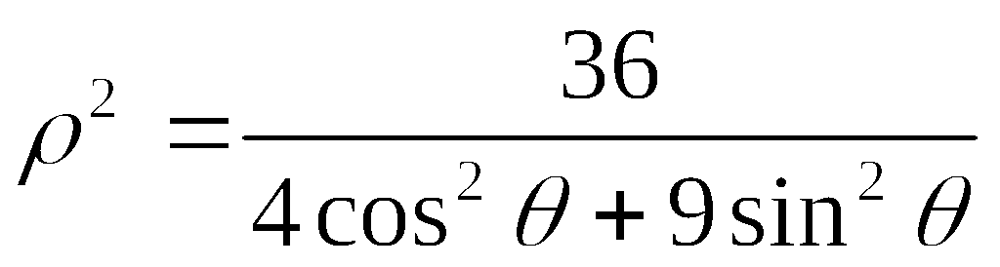 ρ² = 36 / (4cos² θ + 9sin² θ)